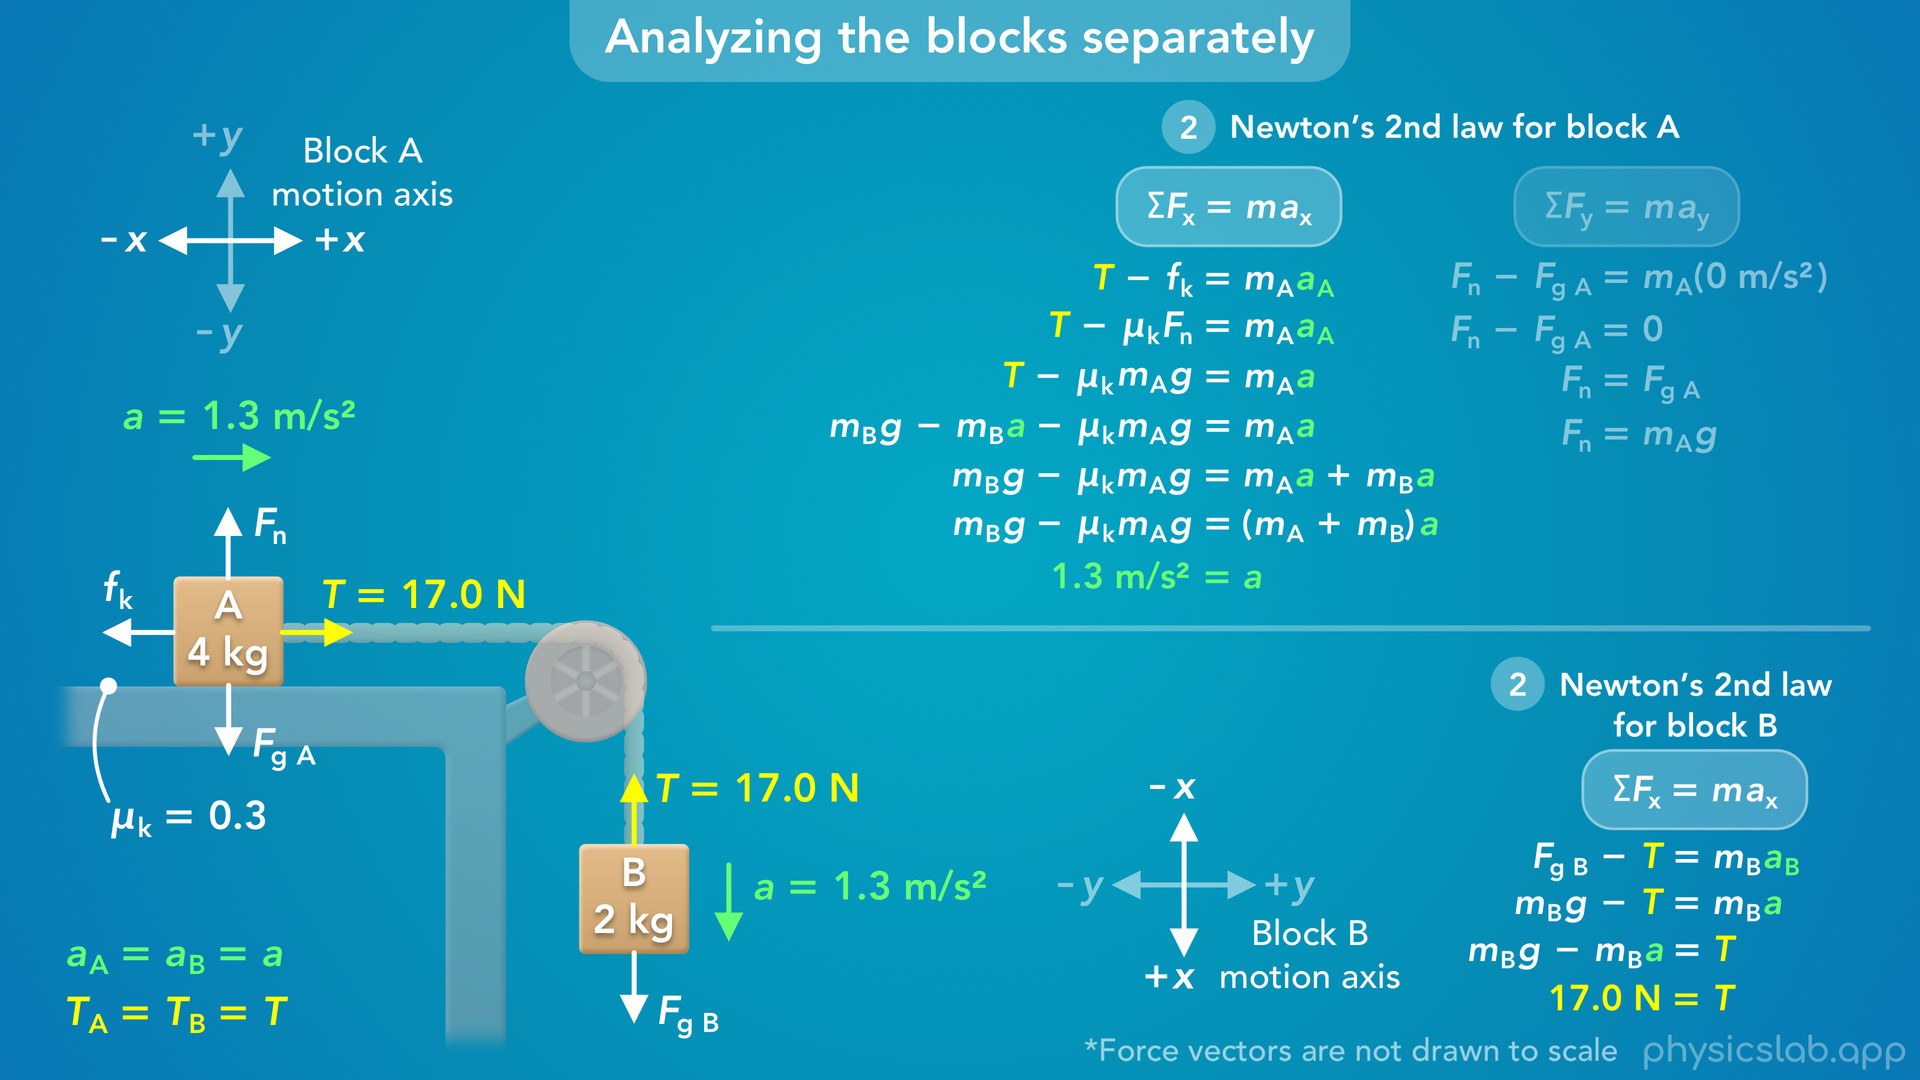 Analyzing the blocks separately
+y
Block A
motion axis
-x
+x
-y
a = 1.3 m/s²
Fn
fk
A
4 kg
T = 17.0 N
Fg A
μk = 0.3
T = 17.0 N
B
2 kg
a = 1.3 m/s²
Fg B
aA = aB = a
TA = TB = T
2 Newton's 2nd law for block A
ΣFx = max
T − fk = mAaA
T − μkFn = mAaA
T − μkmAg = mAa
mBg − mBa − μkmAg = mAa
mBg − μkmAg = mAa + mBa
mBg − μkmAg = (mA + mB)a
1.3 m/s² = a
ΣFy = may
Fn − Fg A = mA(0 m/s²)
Fn − Fg A = 0
Fn = Fg A
Fn = mAg
-x
-y
+y
+x
Block B
motion axis
2 Newton's 2nd law
for block B
ΣFx = max
Fg B − T = mBaB
mBg − T = mBa
mBg − mBa = T
17.0 N = T
*Force vectors are not drawn to scale
physicslab.app